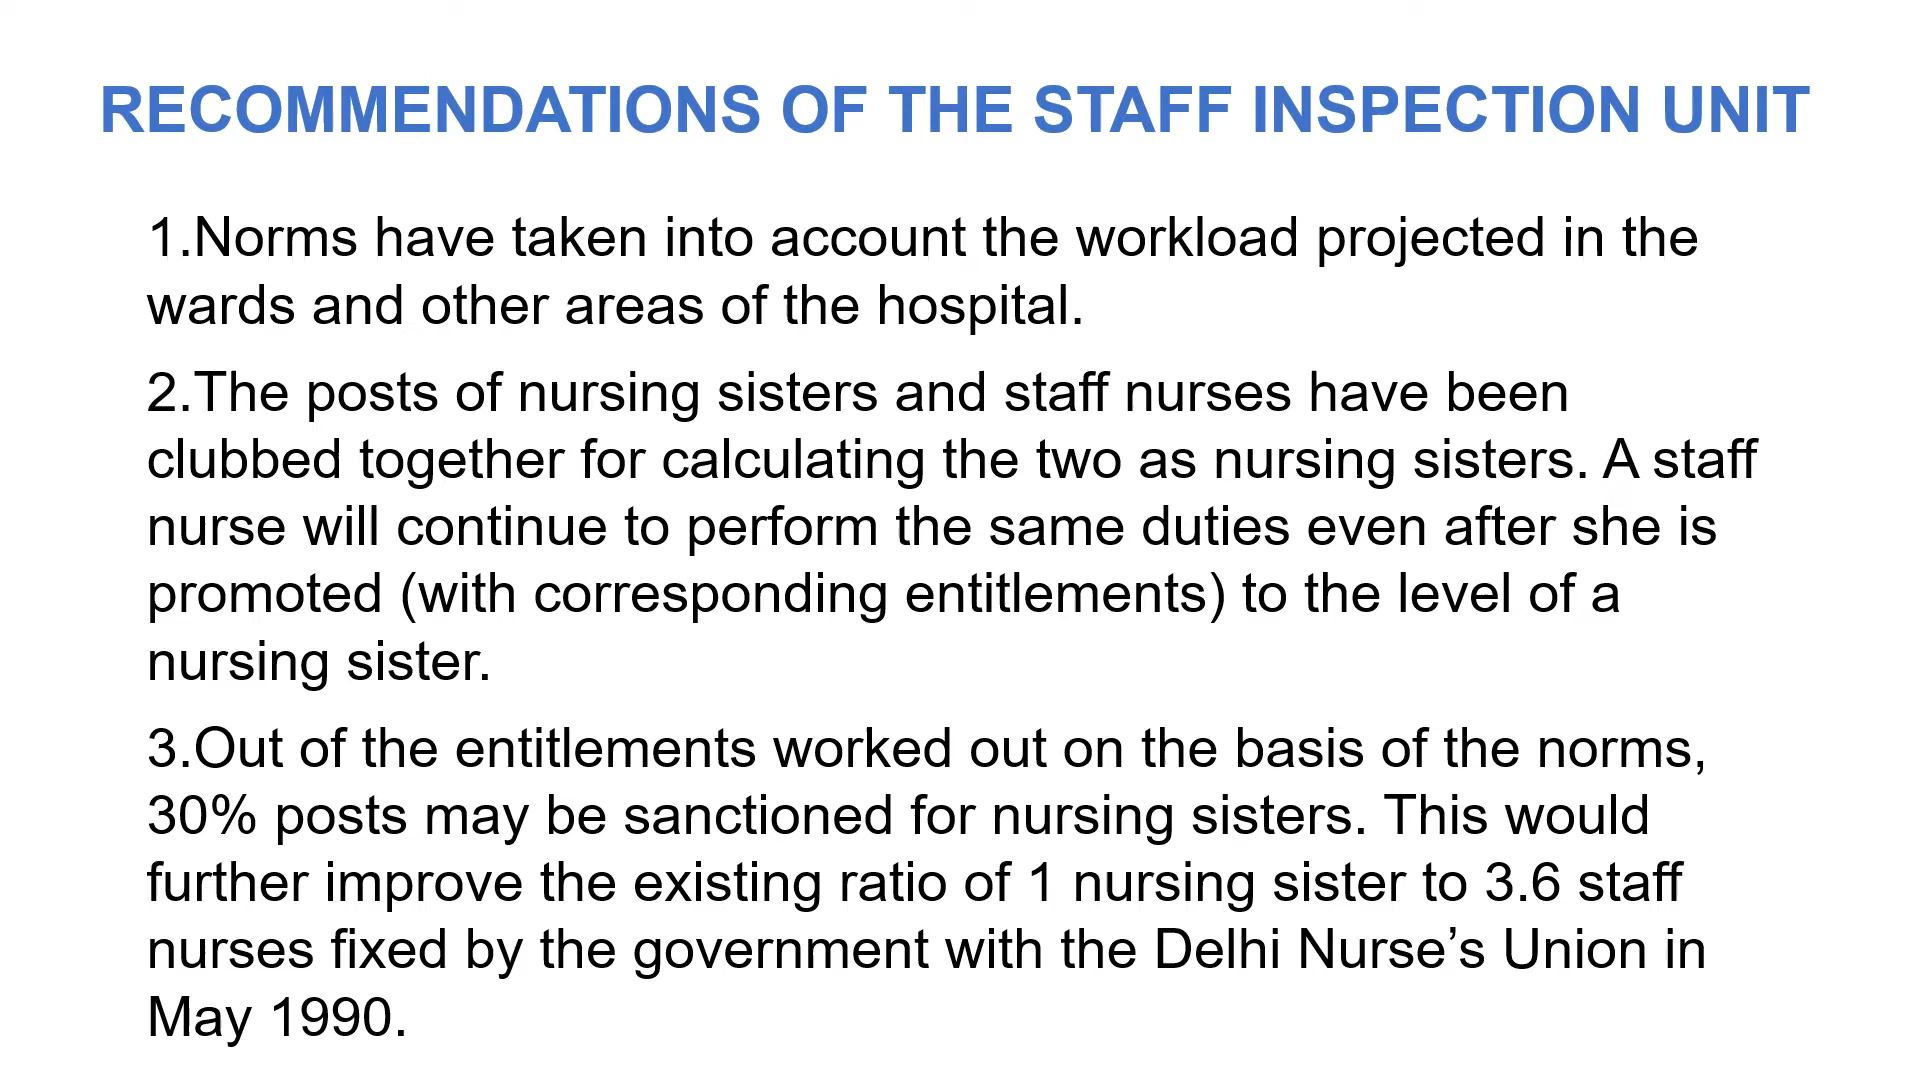 RECOMMENDATIONS OF THE STAFF INSPECTION UNIT
1.Norms have taken into account the workload projected in the
wards and other areas of the hospital.
2.The posts of nursing sisters and staff nurses have been
clubbed together for calculating the two as nursing sisters. A staff
nurse will continue to perform the same duties even after she is
promoted (with corresponding entitlements) to the level of a
nursing sister.
3.Out of the entitlements worked out on the basis of the norms,
30% posts may be sanctioned for nursing sisters. This would
further improve the existing ratio of 1 nursing sister to 3.6 staff
nurses fixed by the government with the Delhi Nurse’s Union in
May 1990.